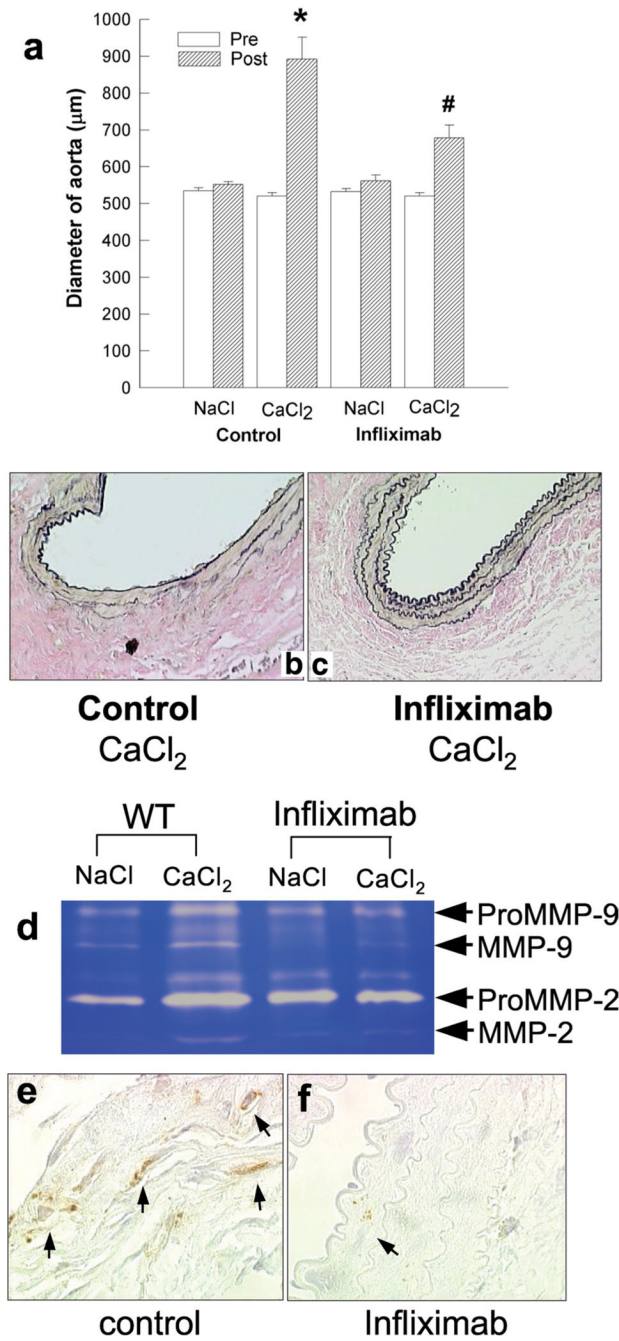 a
1000
900
800
700
600
500
400
300
200
100
0
Diameter of aorta (μm)
Pre
Post
*
#
NaCl CaCl2 NaCl CaCl2
Control Infliximab
b c
Control Infliximab
CaCl2 CaCl2
WT Infliximab
NaCl CaCl2 NaCl CaCl2
d
ProMMP-9
MMP-9
ProMMP-2
MMP-2
e f
control Infliximab